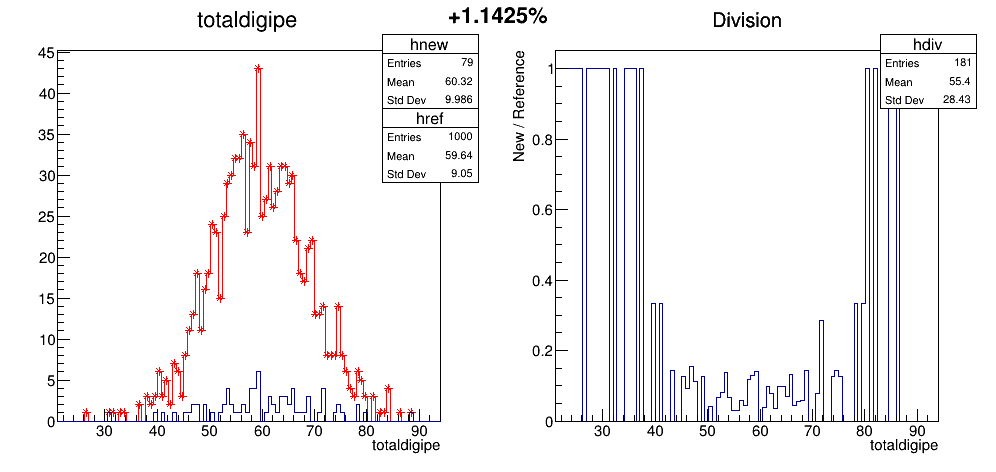 +1.1425%
totaldigipe
hnew
Entries 79
Mean 60.32
Std Dev 9.986
href
Entries 1000
Mean 59.64
Std Dev 9.05
45
40
35
30
25
20
15
10
5
0
30 40 50 60 70 80 90
totaldigipe
Division
hdiv
Entries 181
Mean 55.4
Std Dev 28.43
New / Reference
1
0.8
0.6
0.4
0.2
0
30 40 50 60 70 80 90
totaldigipe